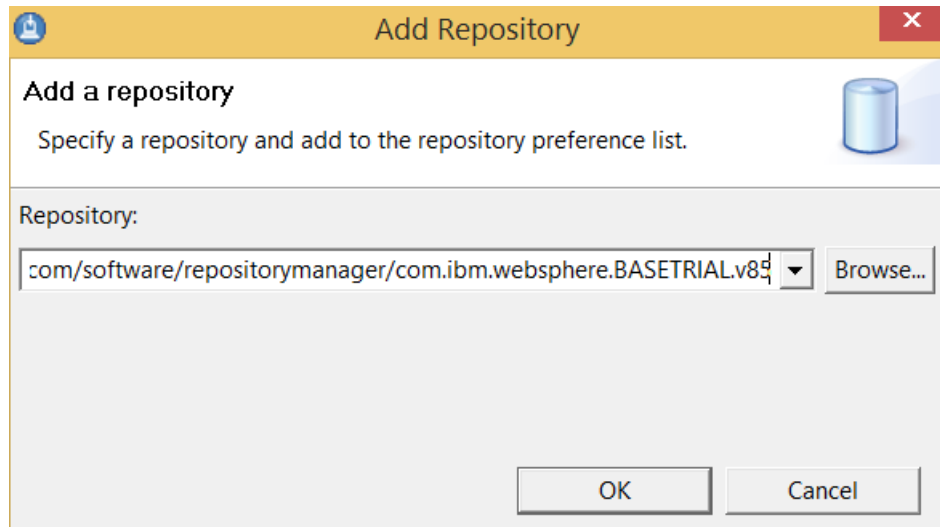 Add Repository
Add a repository
Specify a repository and add to the repository preference list.
Repository:
com/software/repositorymanager/com.ibm.websphere.BASETRIAL.v85
Browse...
OK
Cancel